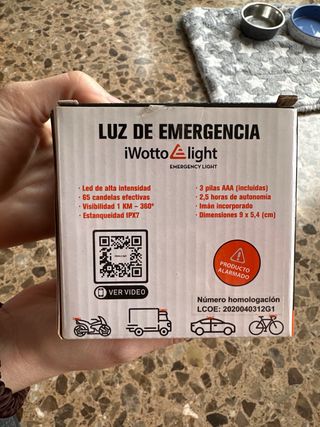 LUZ DE EMERGENCIA
iWotto light
EMERGENCY LIGHT
· Led de alta intensidad
· 65 candelas efectivas
· Visibilidad 1 KM – 360º
· Estanqueidad IPX7
· 3 pilas AAA (incluidas)
· 2,5 horas de autonomía
· Imán incorporado
· Dimensiones 9 x 5,4 (cm)
VER VIDEO
PRODUCTO
ALARMADO
Número homologación
LCOE: 2020040312G1